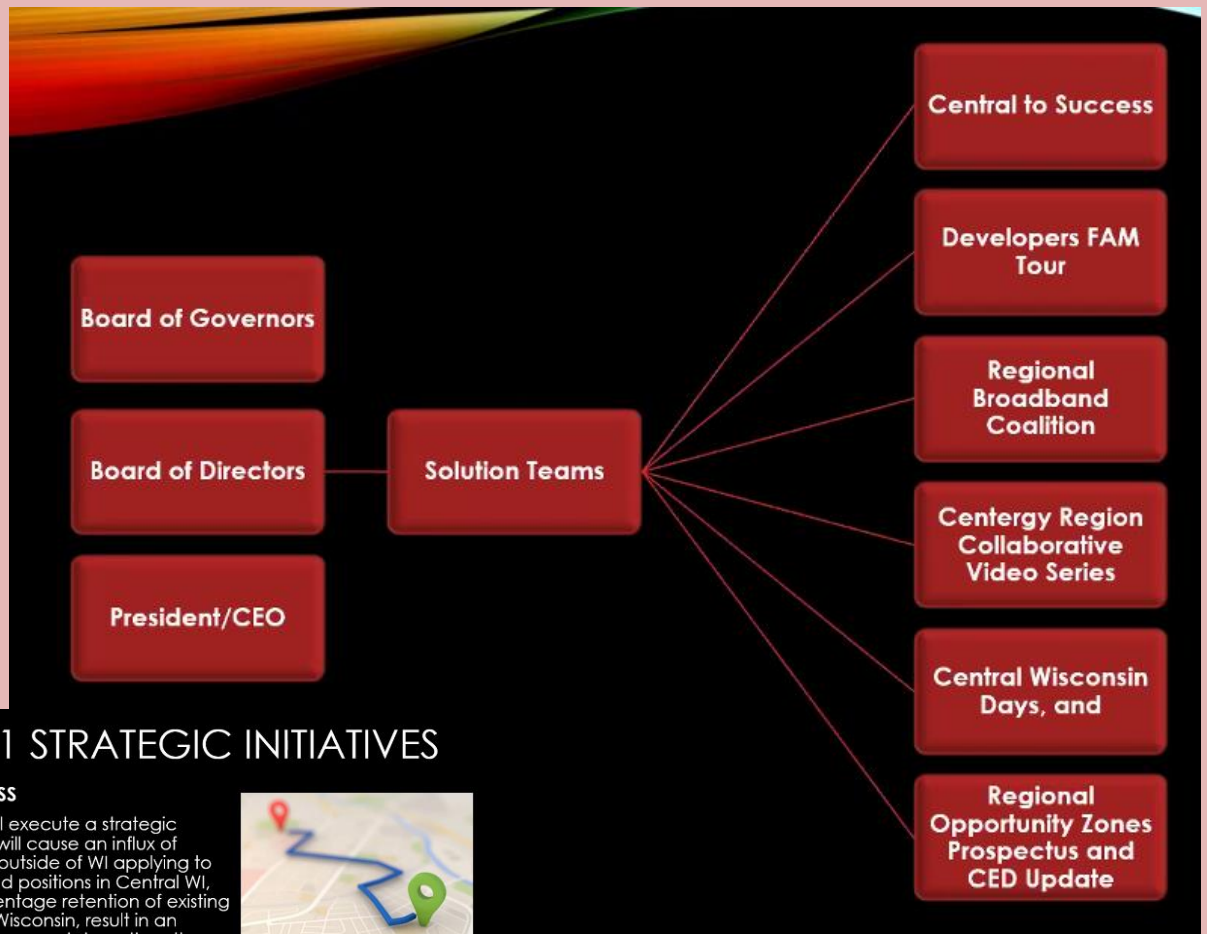 Board of Governors
Board of Directors
President/CEO
Solution Teams
Central to Success
Developers FAM
Tour
Regional
Broadband
Coalition
Centergy Region
Collaborative
Video Series
Central Wisconsin
Days, and
Regional
Opportunity Zones
Prospectus and
CED Update
1 STRATEGIC INITIATIVES
ss
l execute a strategic
will cause an influx of
outside of WI applying to
d positions in Central WI,
entage retention of existing
Wisconsin, result in an